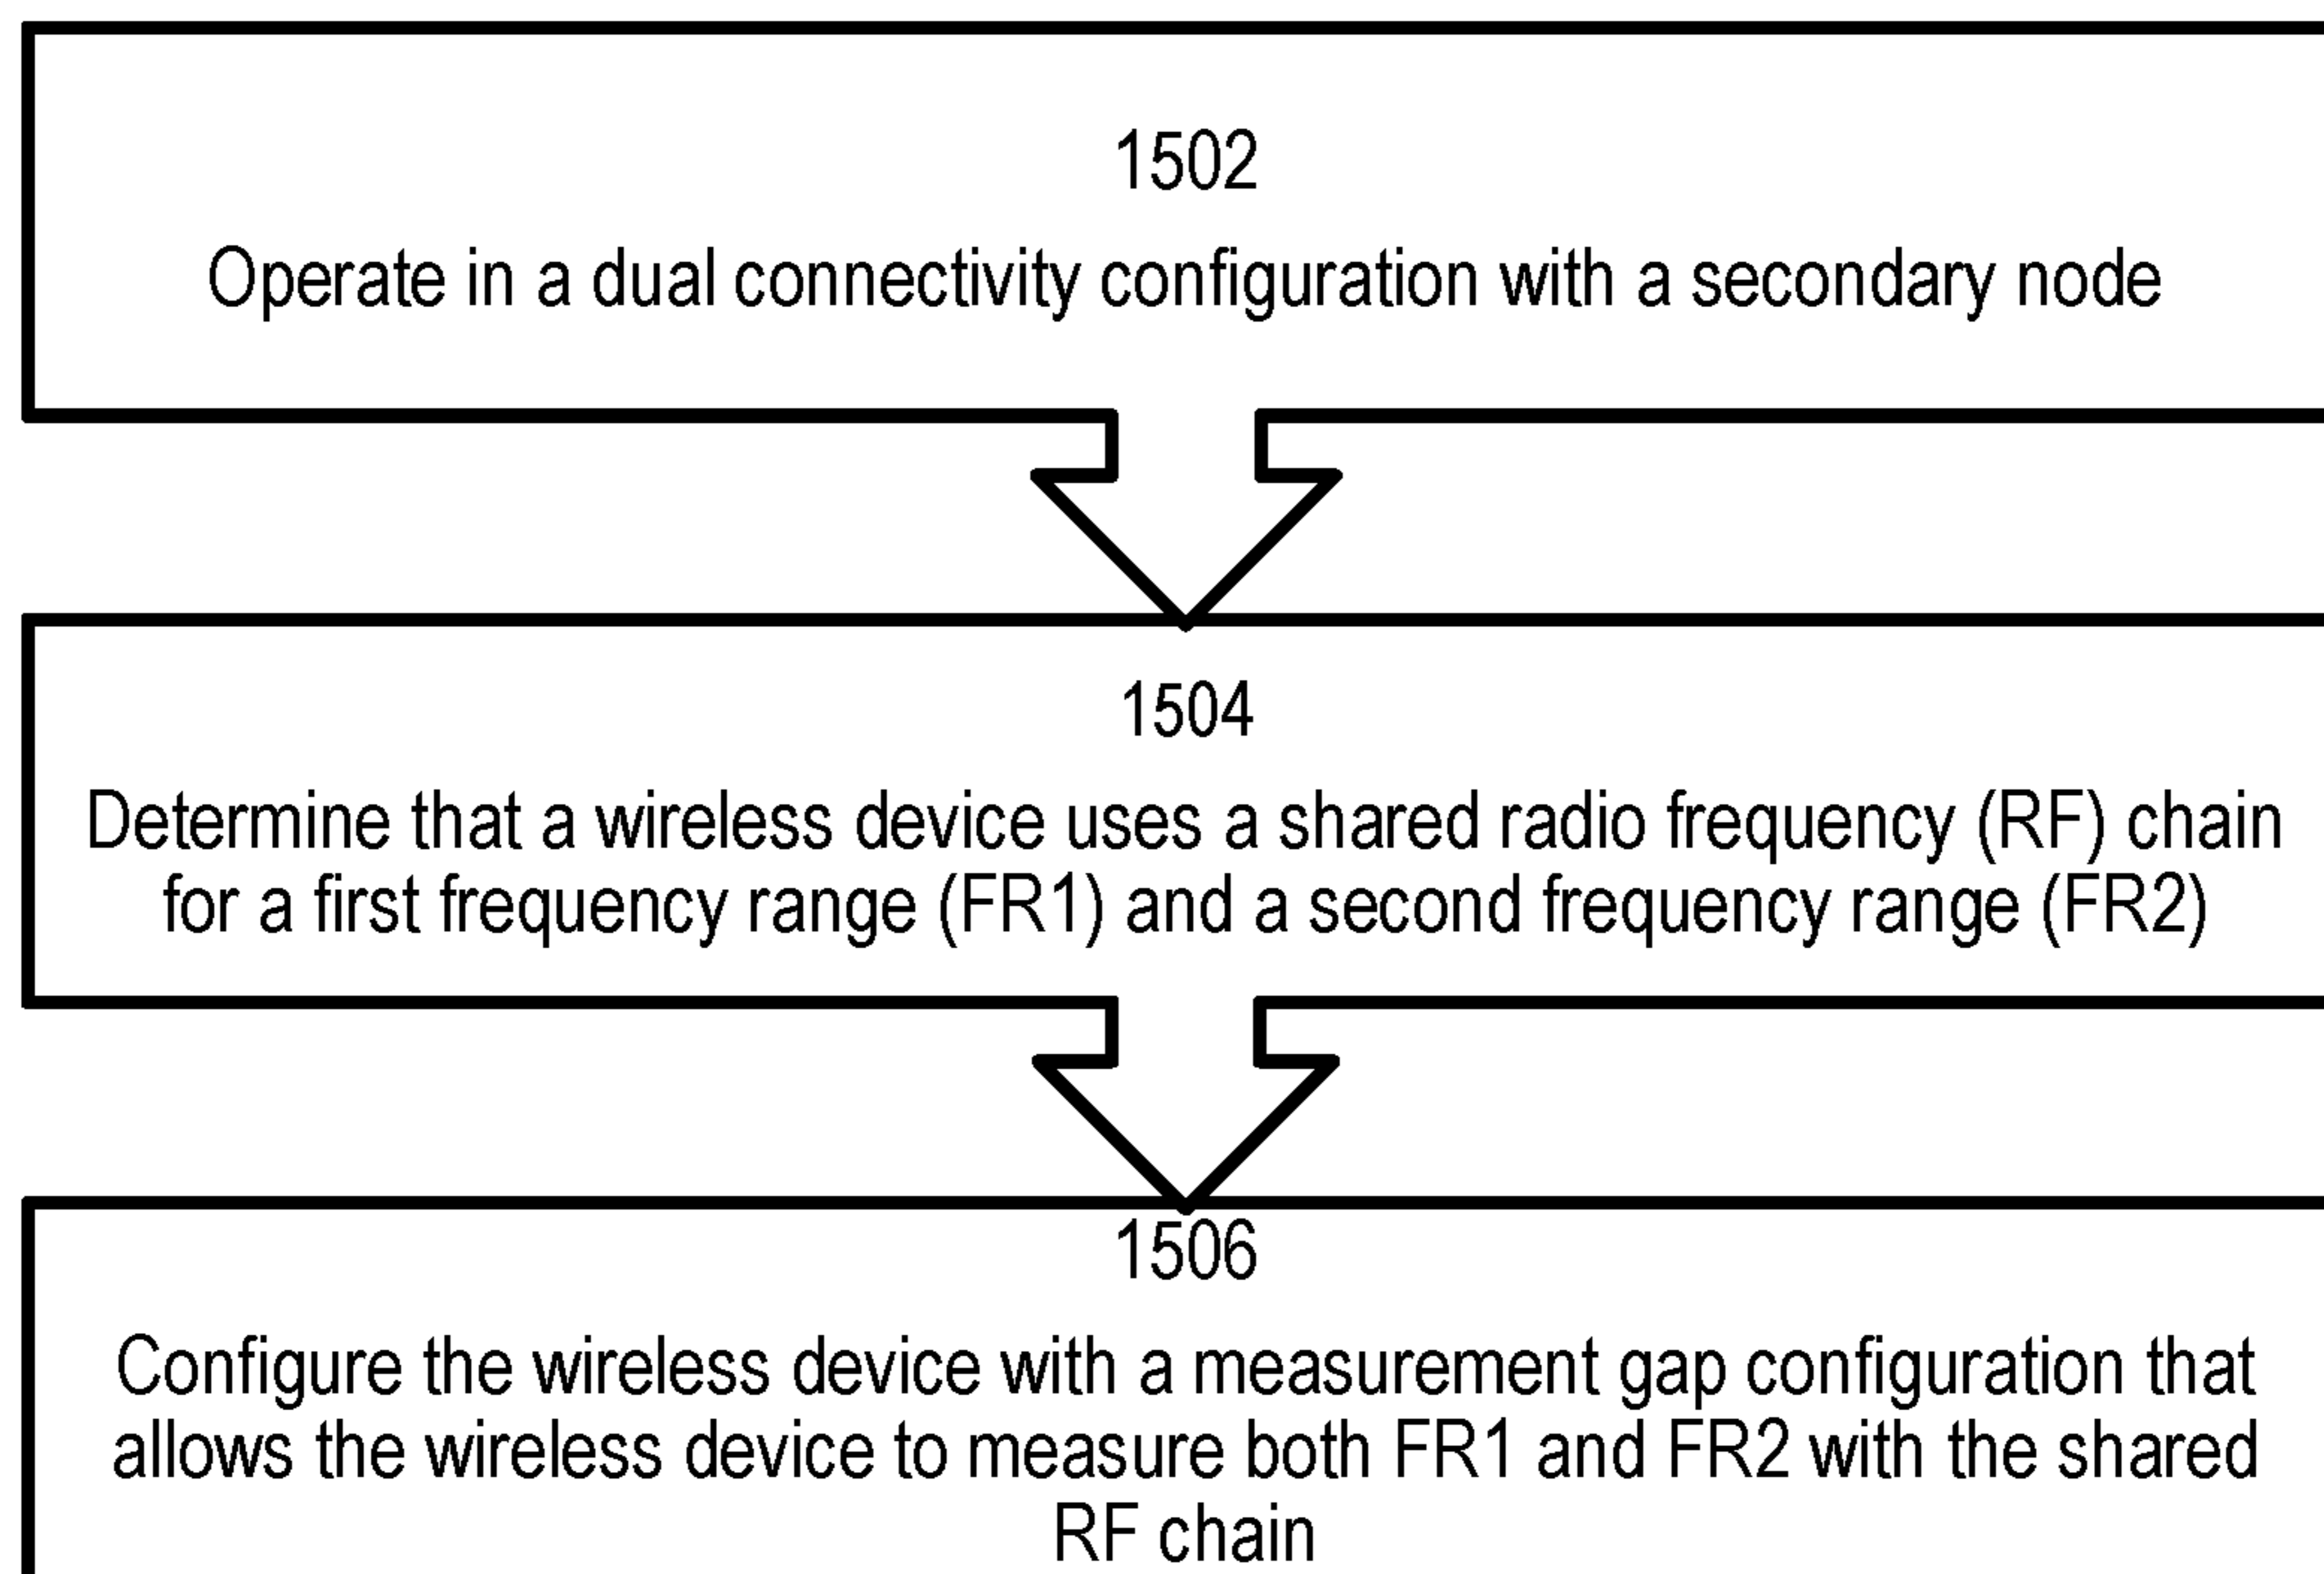 1502
Operate in a dual connectivity configuration with a secondary node
1504
Determine that a wireless device uses a shared radio frequency (RF) chain
for a first frequency range (FR1) and a second frequency range (FR2)
1506
Configure the wireless device with a measurement gap configuration that
allows the wireless device to measure both FR1 and FR2 with the shared
RF chain